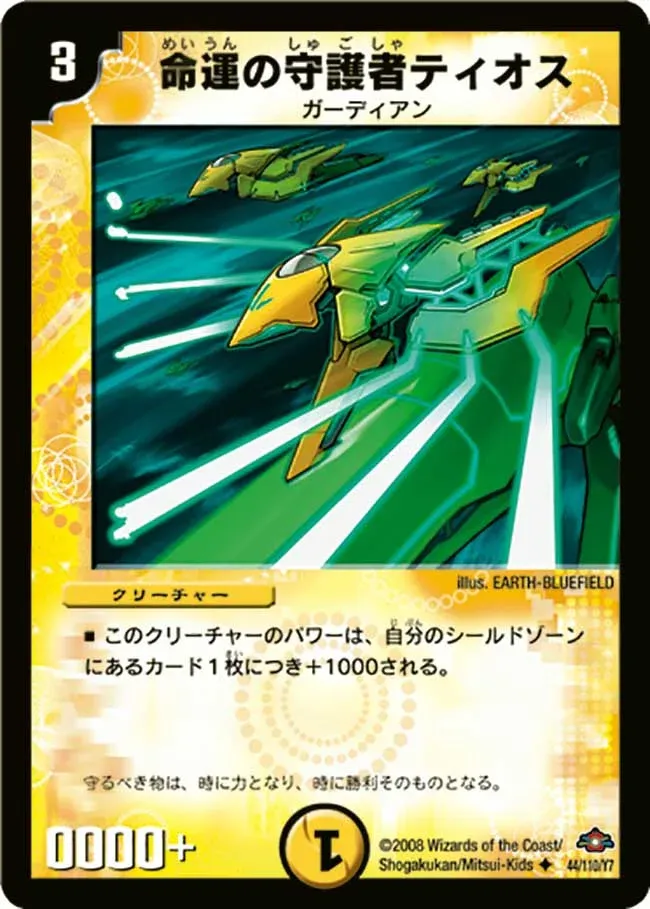 3
めいうん しゅごしゃ
命運の守護者ティオス
ガーディアン
illus. EARTH-BLUEFIELD
クリーチャー
■ このクリーチャーのパワーは、自分のシールドゾーン
にあるカード1枚につき+1000される。
守るべき物は、時に力となり、時に勝利そのものとなる。
0000+
1
©2008 Wizards of the Coast/
Shogakukan/Mitsui-Kids ◆ 44/110/Y7